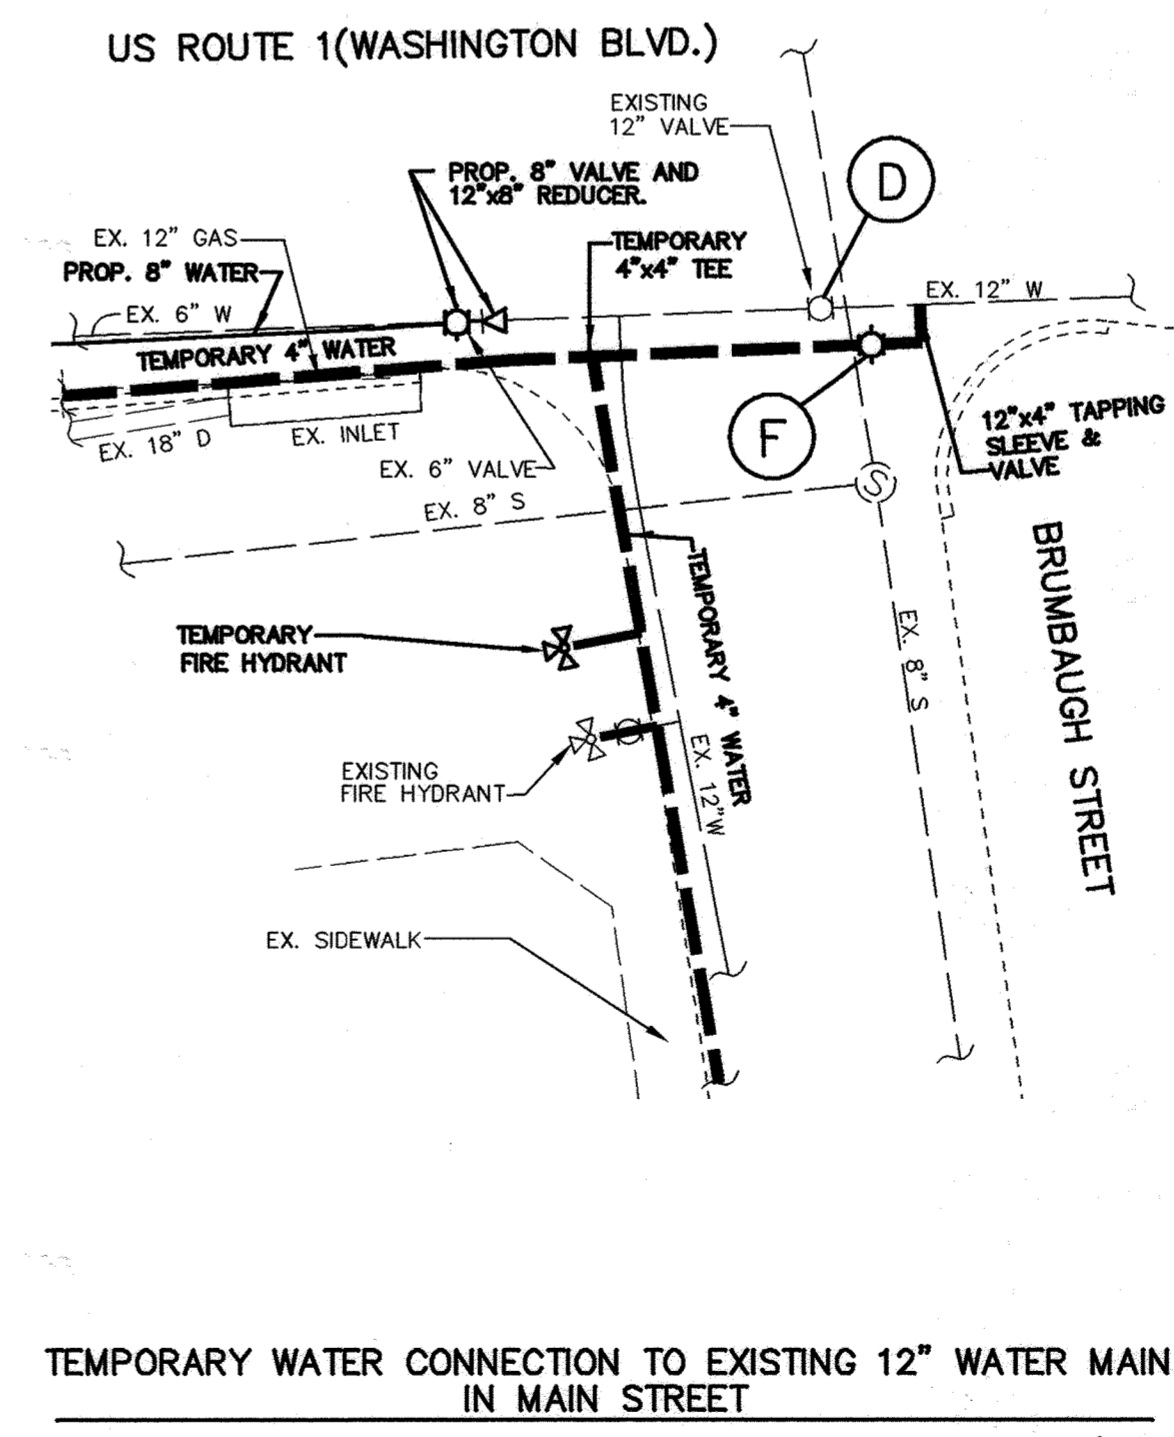 US ROUTE 1(WASHINGTON BLVD.)
EXISTING
12" VALVE
D
PROP. 8" VALVE AND
12"x8" REDUCER.
EX. 12" GAS
PROP. 8" WATER
TEMPORARY
4"x4" TEE
EX. 6" W
EX. 12" W
TEMPORARY 4" WATER
F
12"x4" TAPPING
SLEEVE &
VALVE
EX. 18" D
EX. INLET
EX. 6" VALVE
EX. 8" S
S
TEMPORARY 4" WATER
BRUMBAUGH STREET
TEMPORARY
FIRE HYDRANT
EX. 8" S
EX. 12"W
EXISTING
FIRE HYDRANT
EX. SIDEWALK
TEMPORARY WATER CONNECTION TO EXISTING 12" WATER MAIN
IN MAIN STREET